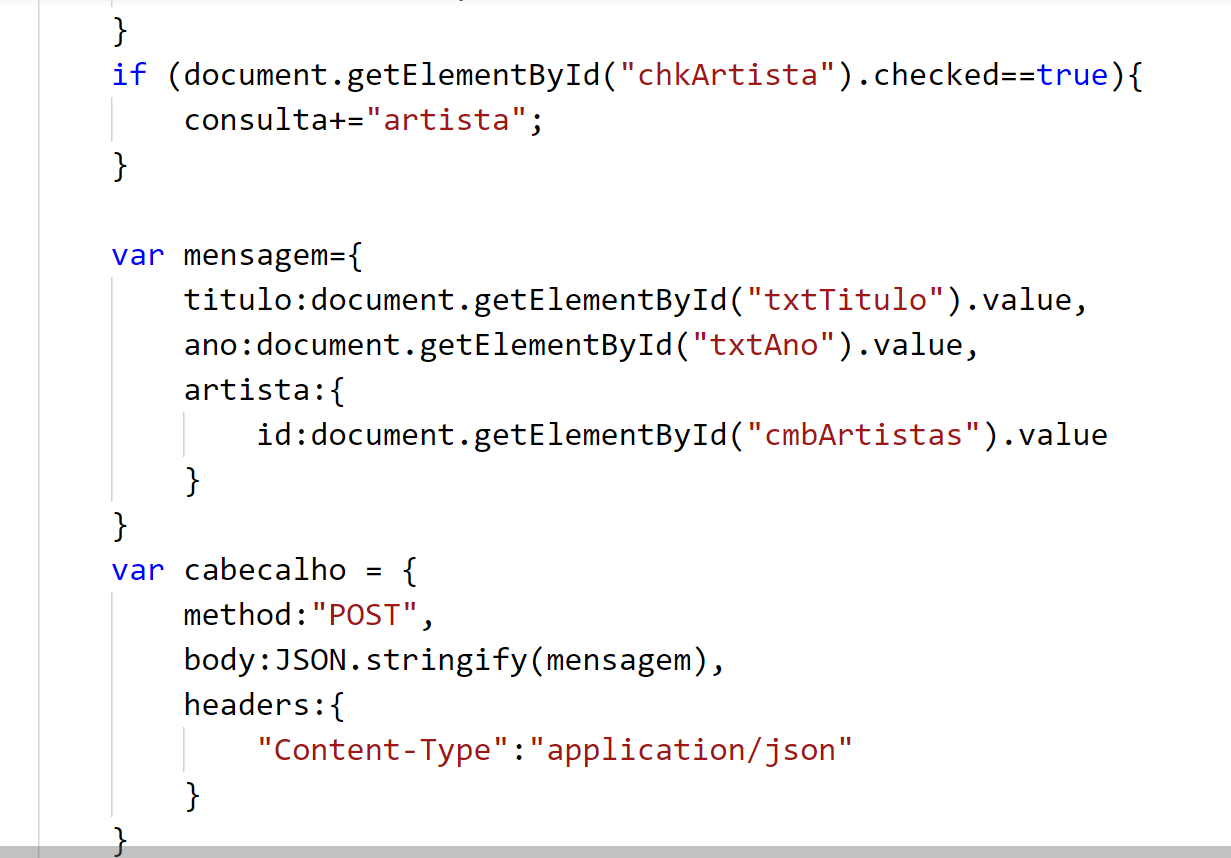 }
if (document.getElementById("chkArtista").checked==true){
    consulta+="artista";
}

var mensagem={
    titulo:document.getElementById("txtTitulo").value,
    ano:document.getElementById("txtAno").value,
    artista:{
        id:document.getElementById("cmbArtistas").value
    }
}
var cabecalho = {
    method:"POST",
    body:JSON.stringify(mensagem),
    headers:{
        "Content-Type":"application/json"
    }
}